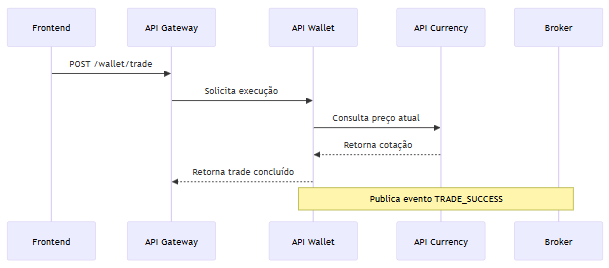 Frontend
API Gateway
API Wallet
API Currency
Broker
POST /wallet/trade
Solicita execução
Consulta preço atual
Retorna cotação
Retorna trade concluído
Publica evento TRADE_SUCCESS
Frontend
API Gateway
API Wallet
API Currency
Broker